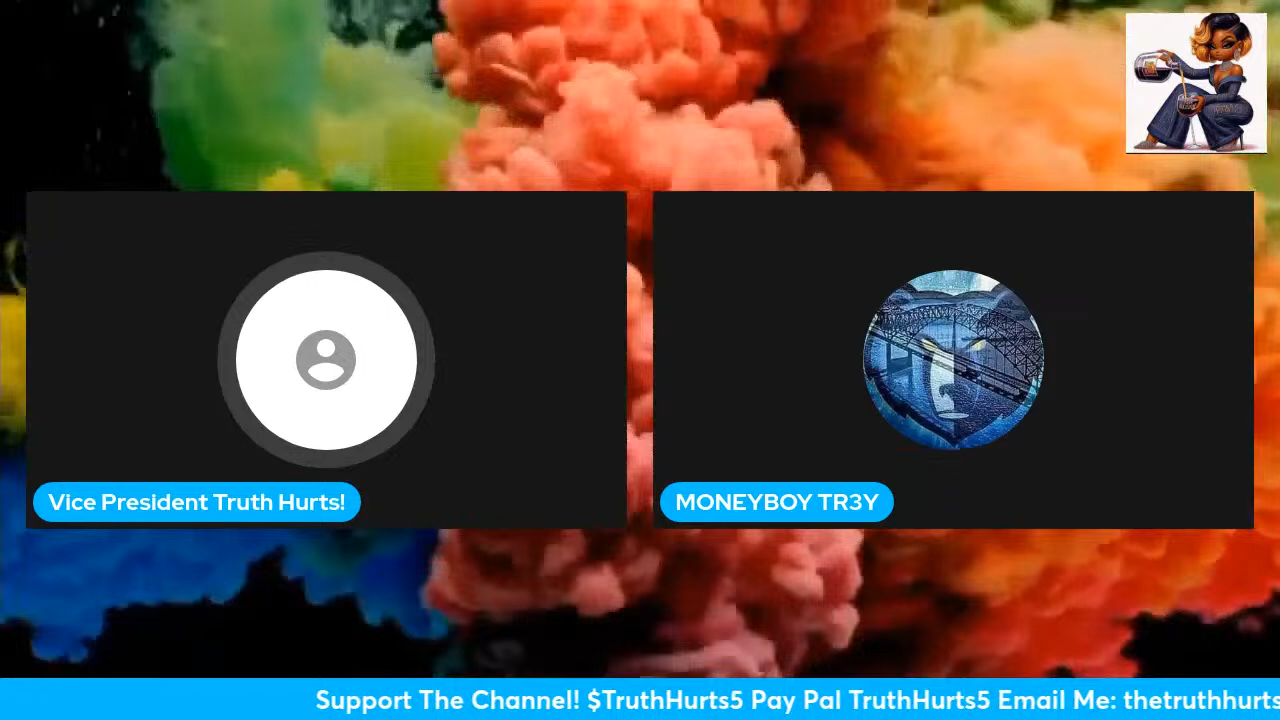 Vice President Truth Hurts!
MONEYBOY TR3Y
Support The Channel! $TruthHurts5 Pay Pal TruthHurts5 Email Me: thetruthhurts